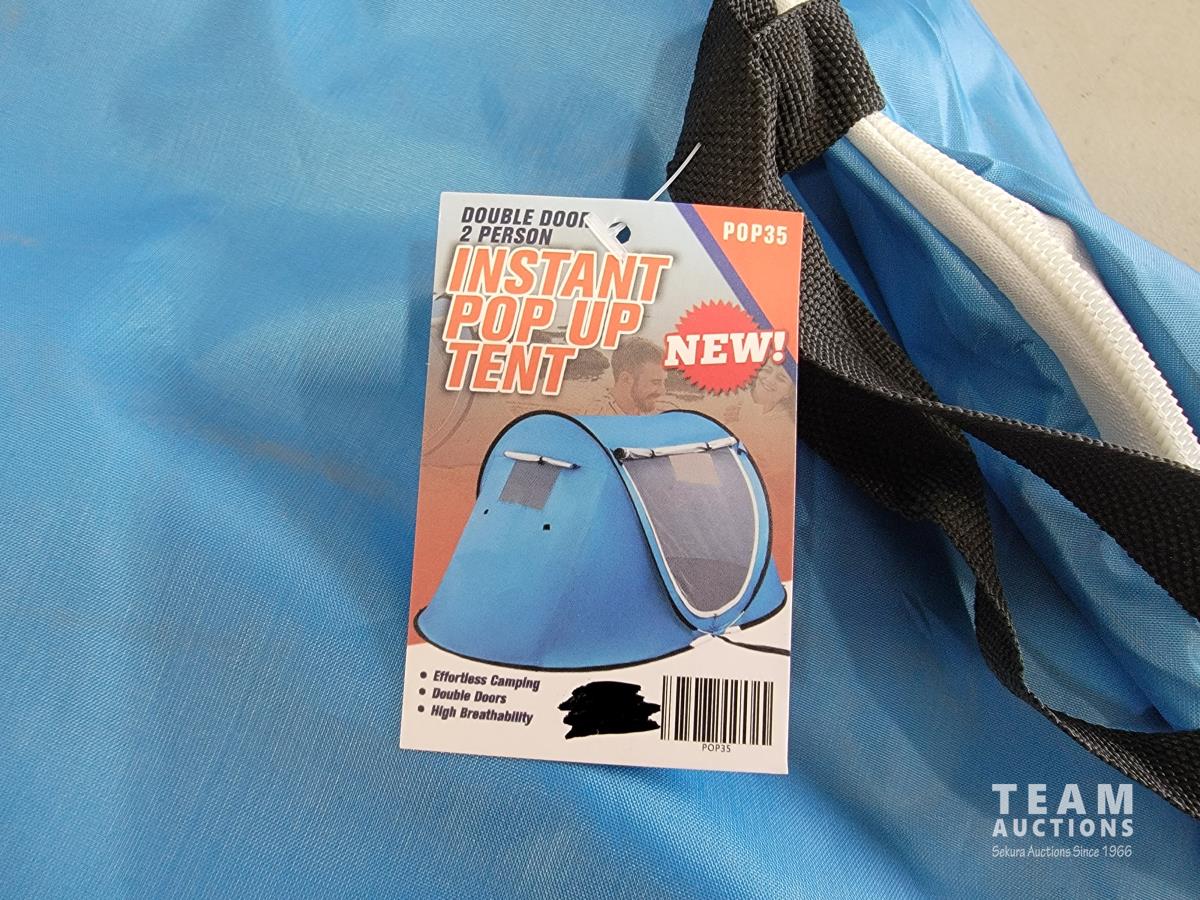 DOUBLE DOOR
2 PERSON
POP35
INSTANT
POP UP
TENT
NEW!
• Effortless Camping
• Double Doors
• High Breathability
POP35
TEAM
AUCTIONS
Sekura Auctions Since 1966